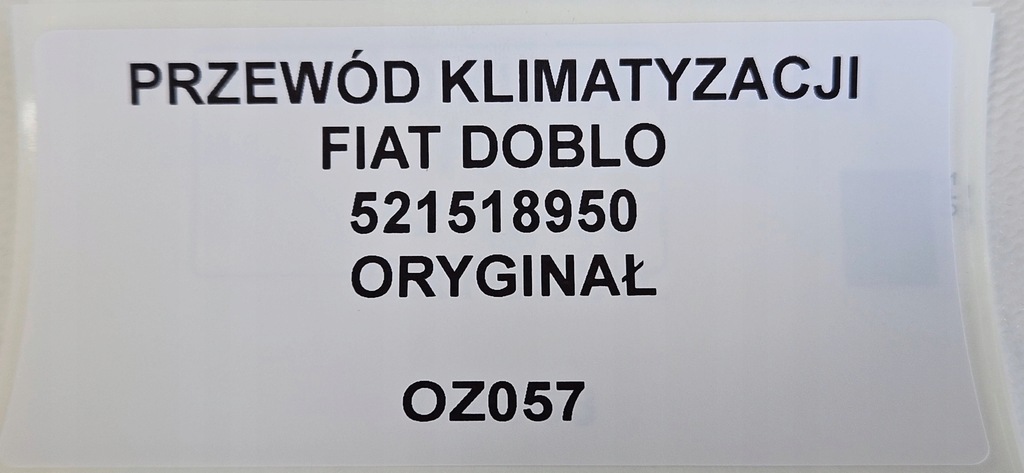 PRZEWÓD KLIMATYZACJI
FIAT DOBLO
521518950
ORYGINAŁ
OZ057